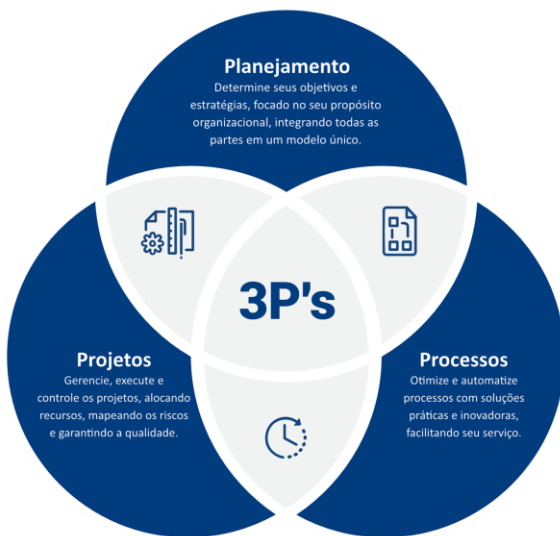 Planejamento
Determine seus objetivos e
estratégias, focado no seu propósito
organizacional, integrando todas as
partes em um modelo único.
3P's
Projetos
Gerencie, execute e
controle os projetos, alocando
recursos, mapeando os riscos
e garantindo a qualidade.
Processos
Otimize e automatize
processos com soluções
práticas e inovadoras,
facilitando seu serviço.